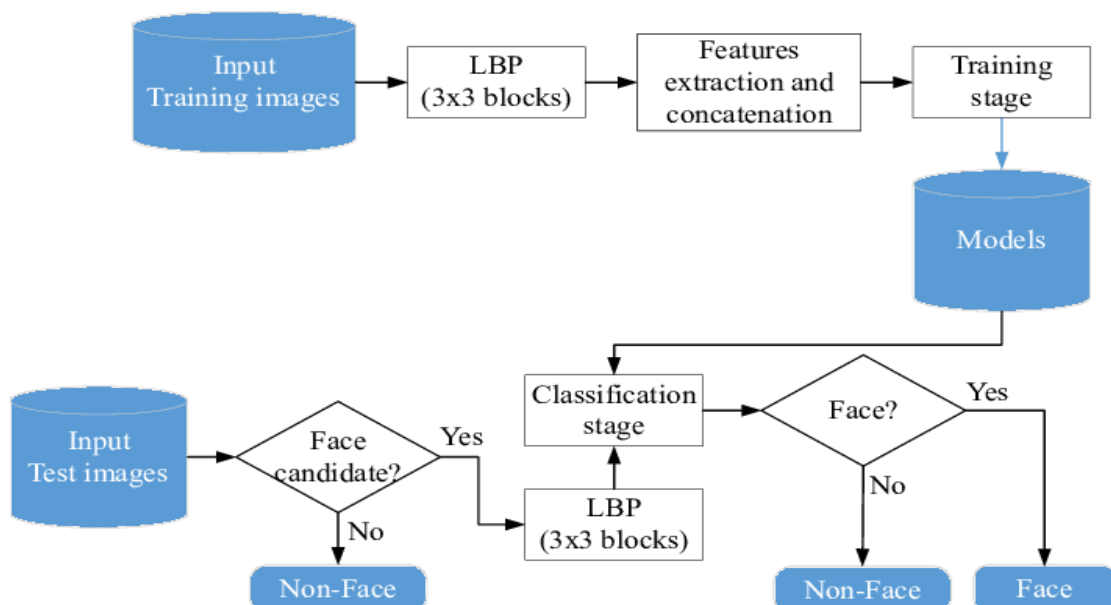 Input
Training images
LBP
(3x3 blocks)
Features
extraction and
concatenation
Training
stage
Models
Input
Test images
Face
candidate?
Yes
No
Non-Face
LBP
(3x3 blocks)
Classification
stage
Face?
Yes
No
Non-Face
Face